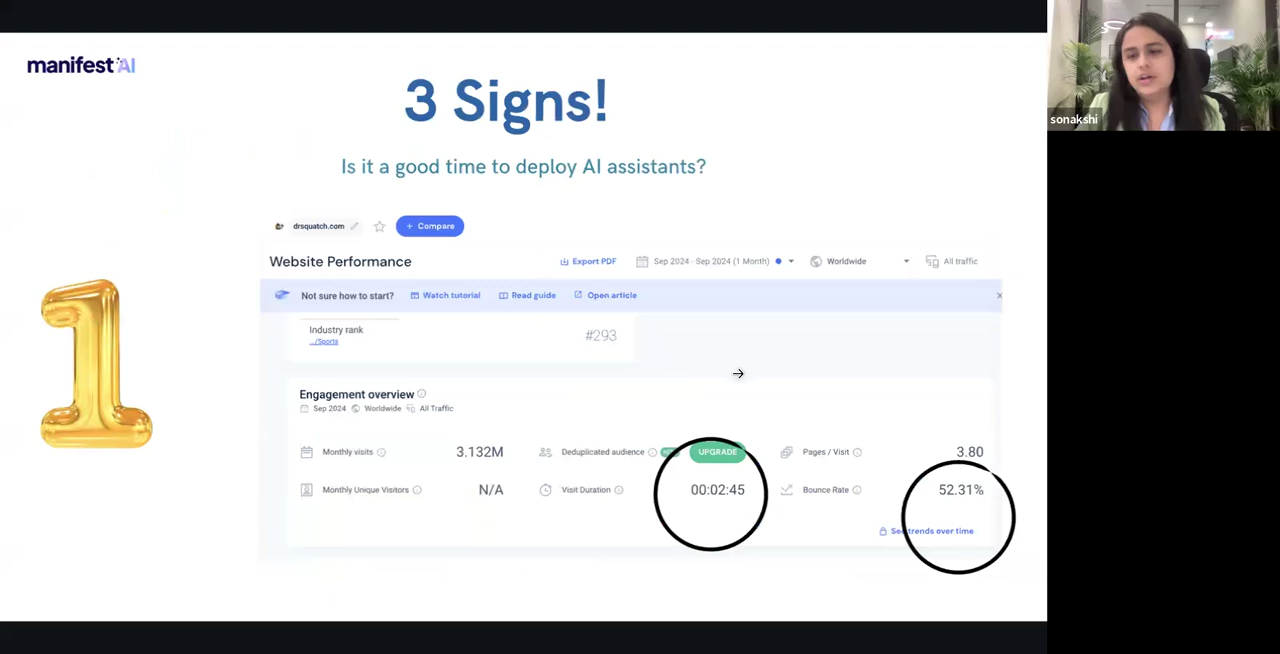 manifest AI
3 Signs!
Is it a good time to deploy AI assistants?
sonakshi
drsquatch.com
+ Compare
Website Performance
Export PDF
Sep 2024 - Sep 2024 (1 Month)
Worldwide
All traffic
Not sure how to start?
Watch tutorial
Read guide
Open article
Industry rank
.../Sports
#293
1
Engagement overview
Sep 2024 Worldwide All Traffic
Monthly visits 3.132M
Deduplicated audience UPGRADE
Pages / Visit 3.80
Monthly Unique Visitors N/A
Visit Duration 00:02:45
Bounce Rate 52.31%
trends over time